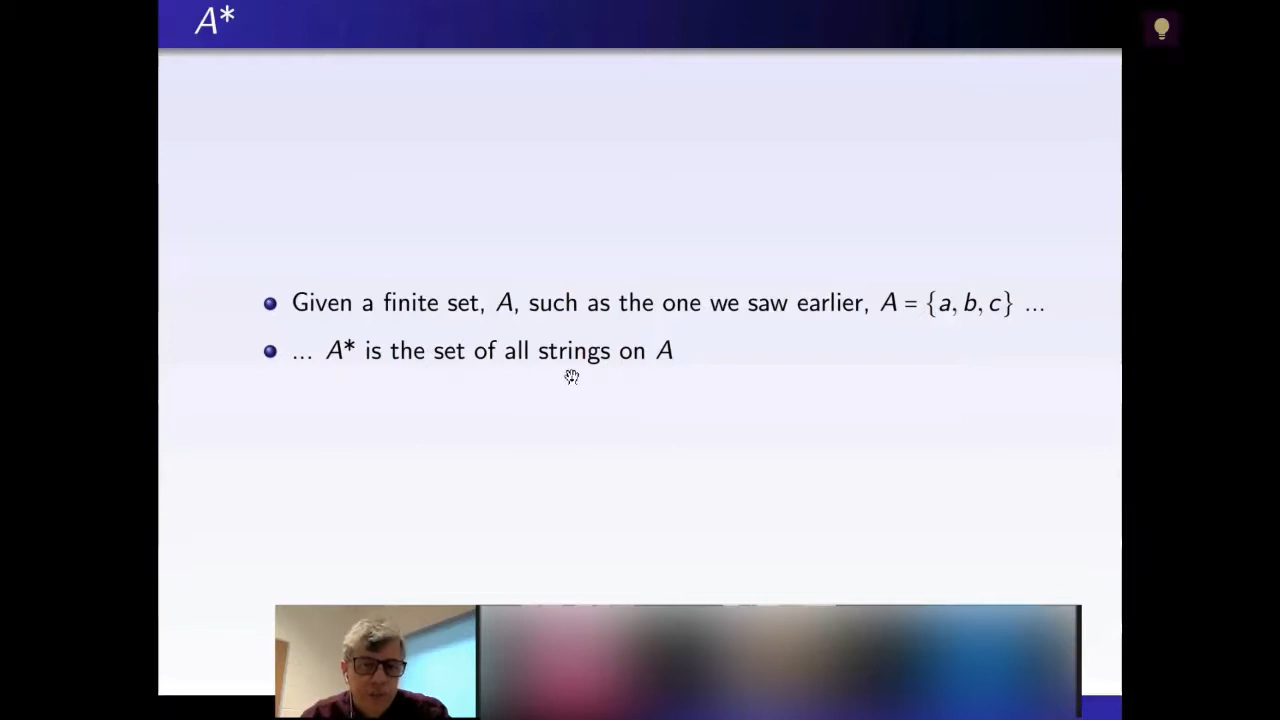 A*
Given a finite set, A, such as the one we saw earlier, A = {a, b, c} ...
... A* is the set of all strings on A